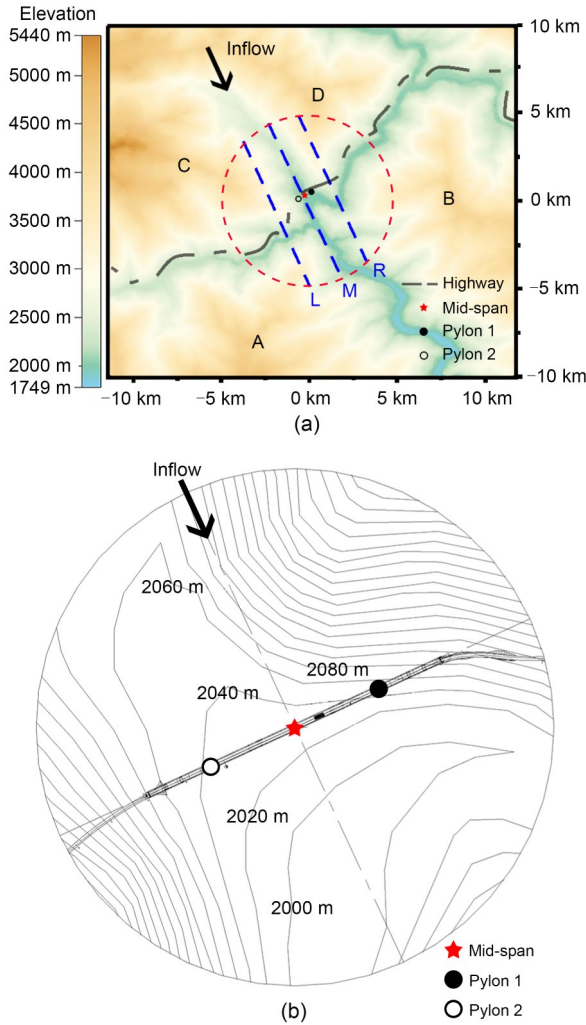 Elevation
5440 m
5000 m
4500 m
4000 m
3500 m
3000 m
2000 m
1749 m
Inflow
D
C
B
A
L
M
R
Highway
Mid-span
Pylon 1
Pylon 2
10 km
5 km
0 km
−5 km
−10 km
−10 km
−5 km
0 km
5 km
10 km
(a)
Inflow
2060 m
2080 m
2040 m
2020 m
2000 m
Mid-span
Pylon 1
Pylon 2
(b)